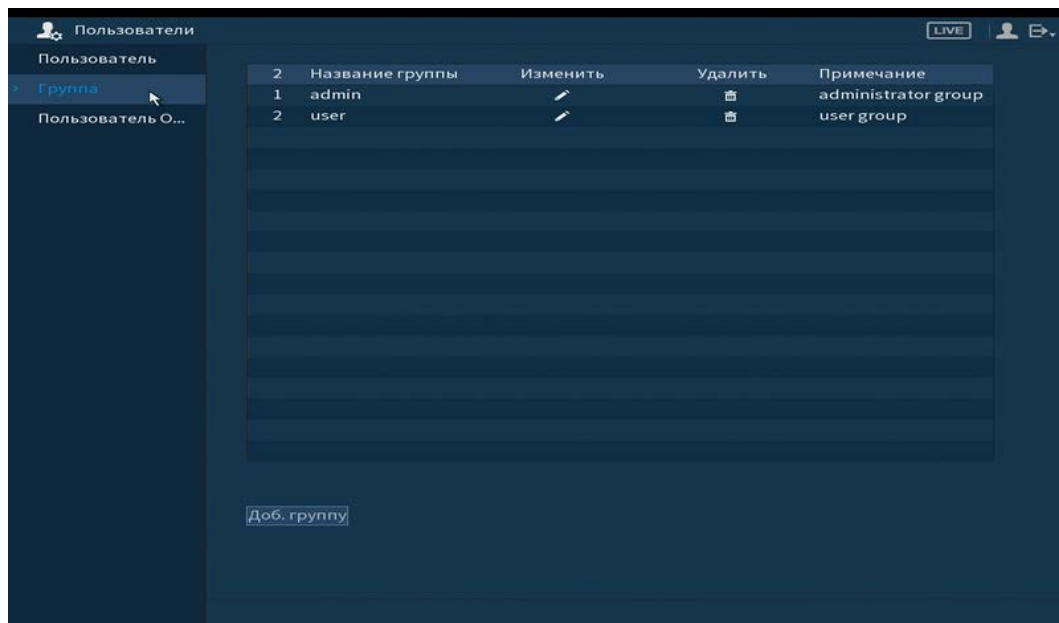 Пользователи LIVE
Пользователь
Группа
Пользователь О...
2 Название группы Изменить Удалить Примечание
1 admin administrator group
2 user user group
Доб. группу